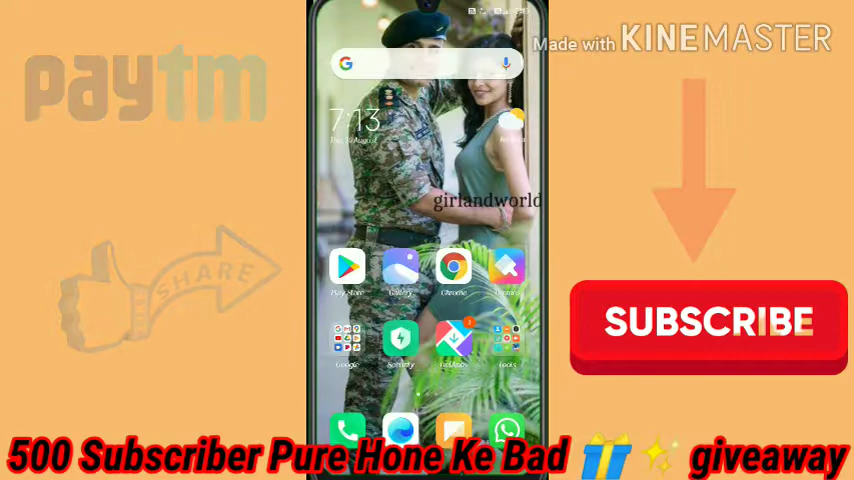 Made with KINEMASTER
paytm
7:13
girlandworld
SHARE
Play Store
Gallery
Chrome
SUBSCRIBE
Google
Security
Tools
500 Subscriber Pure Hone Ke Bad 🎁✨ giveaway